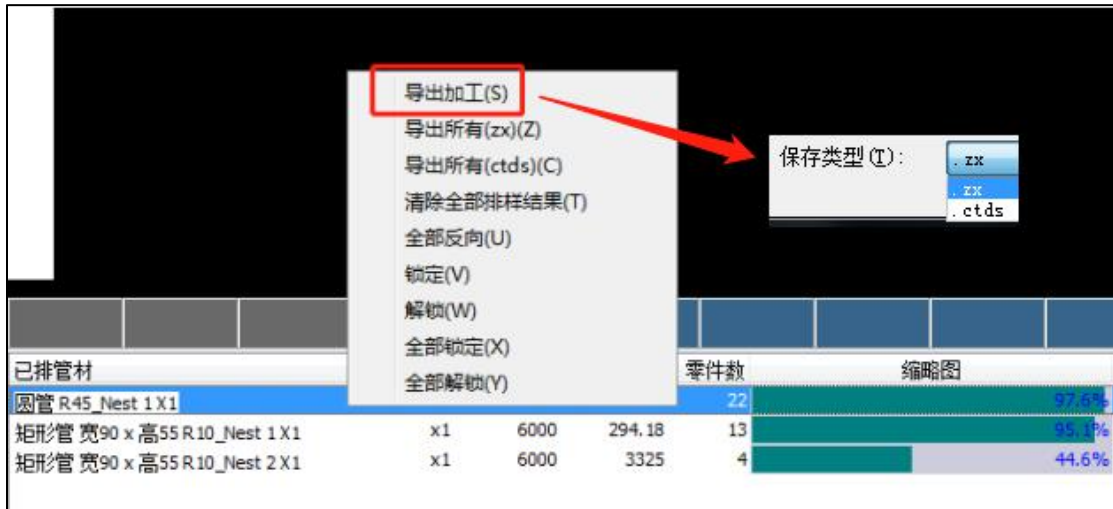 导出加工(S)
导出所有(zx)(Z)
导出所有(ctds)(C)
清除全部排样结果(T)
全部反向(U)
锁定(V)
解锁(W)
全部锁定(X)
全部解锁(Y)
保存类型(T): .zx
.zx
.ctds
已排管材 零件数 缩略图
圆管 R45_Nest 1 X1 22 97.6%
矩形管 宽90 x 高55 R10_Nest 1 X1 x1 6000 294.18 13 95.1%
矩形管 宽90 x 高55 R10_Nest 2 X1 x1 6000 3325 4 44.6%